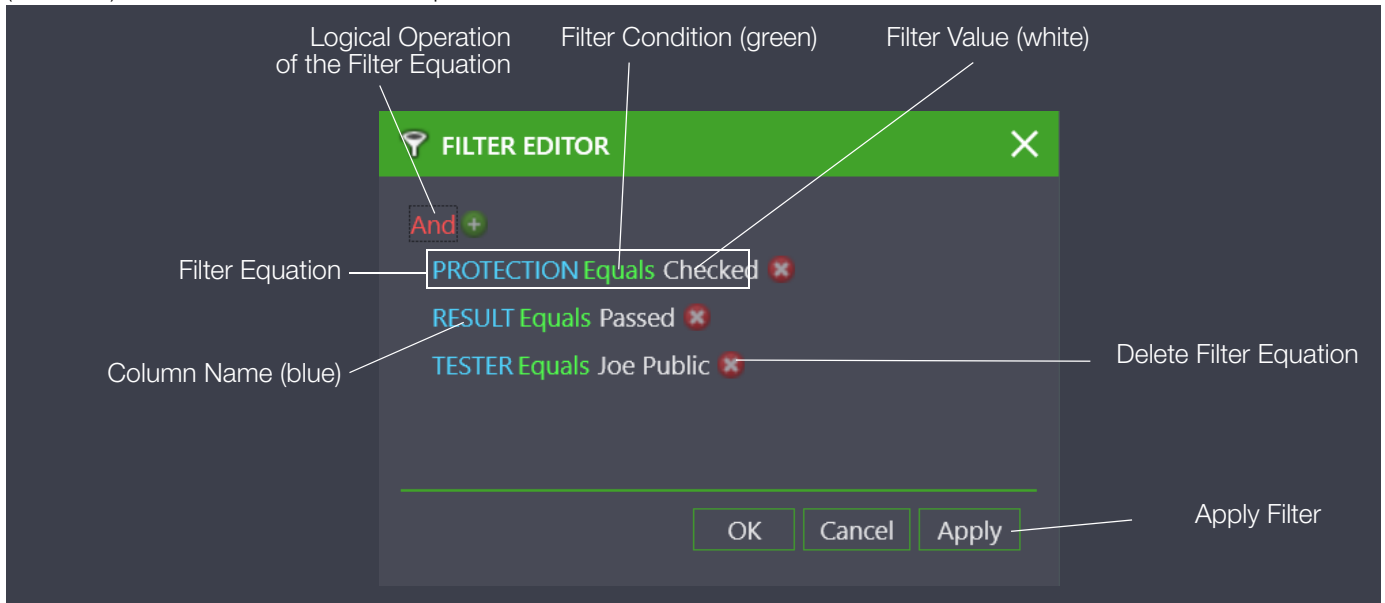 Logical Operation
of the Filter Equation
Filter Condition (green)
Filter Value (white)
FILTER EDITOR
And
Filter Equation
PROTECTION Equals Checked
RESULT Equals Passed
Column Name (blue)
TESTER Equals Joe Public
Delete Filter Equation
OK
Cancel
Apply
Apply Filter